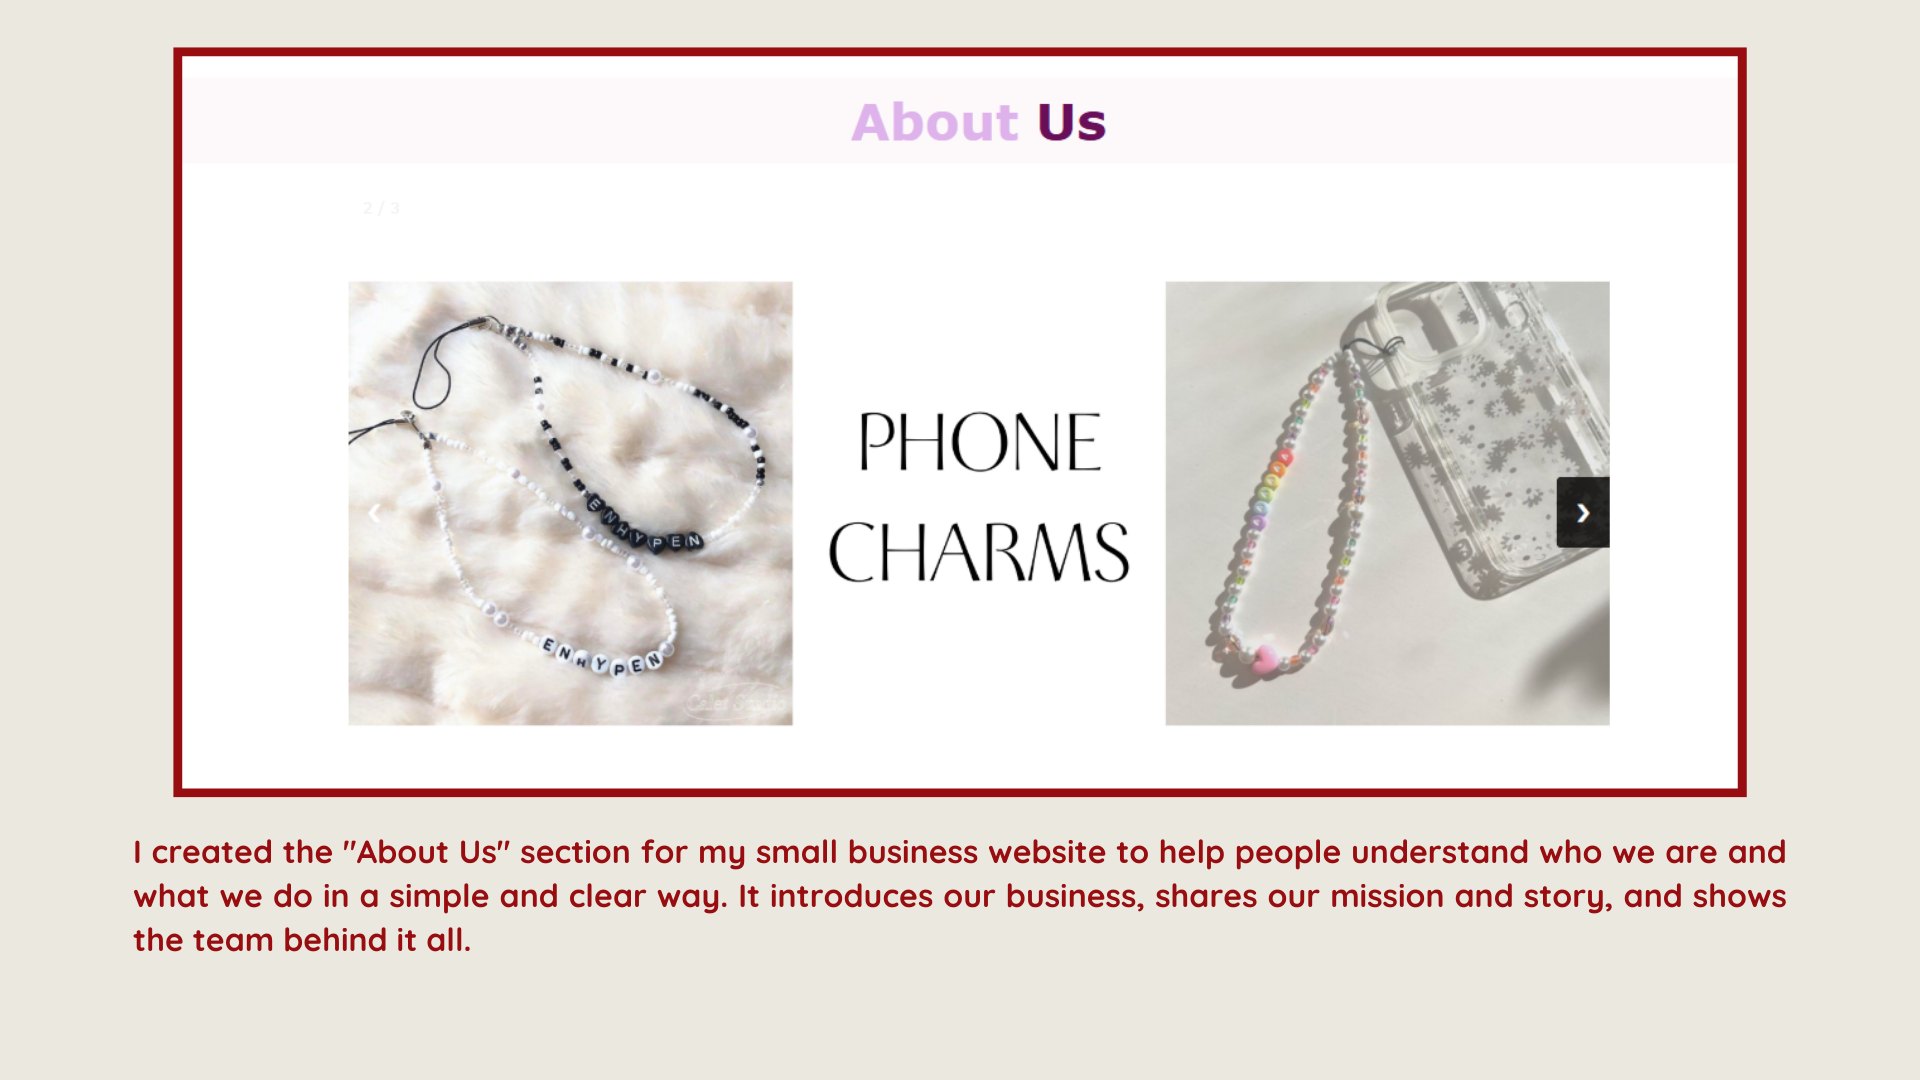 About Us
2 / 3
PHONE
CHARMS
ENHYPEN
ENHYPEN
I created the "About Us" section for my small business website to help people understand who we are and
what we do in a simple and clear way. It introduces our business, shares our mission and story, and shows
the team behind it all.